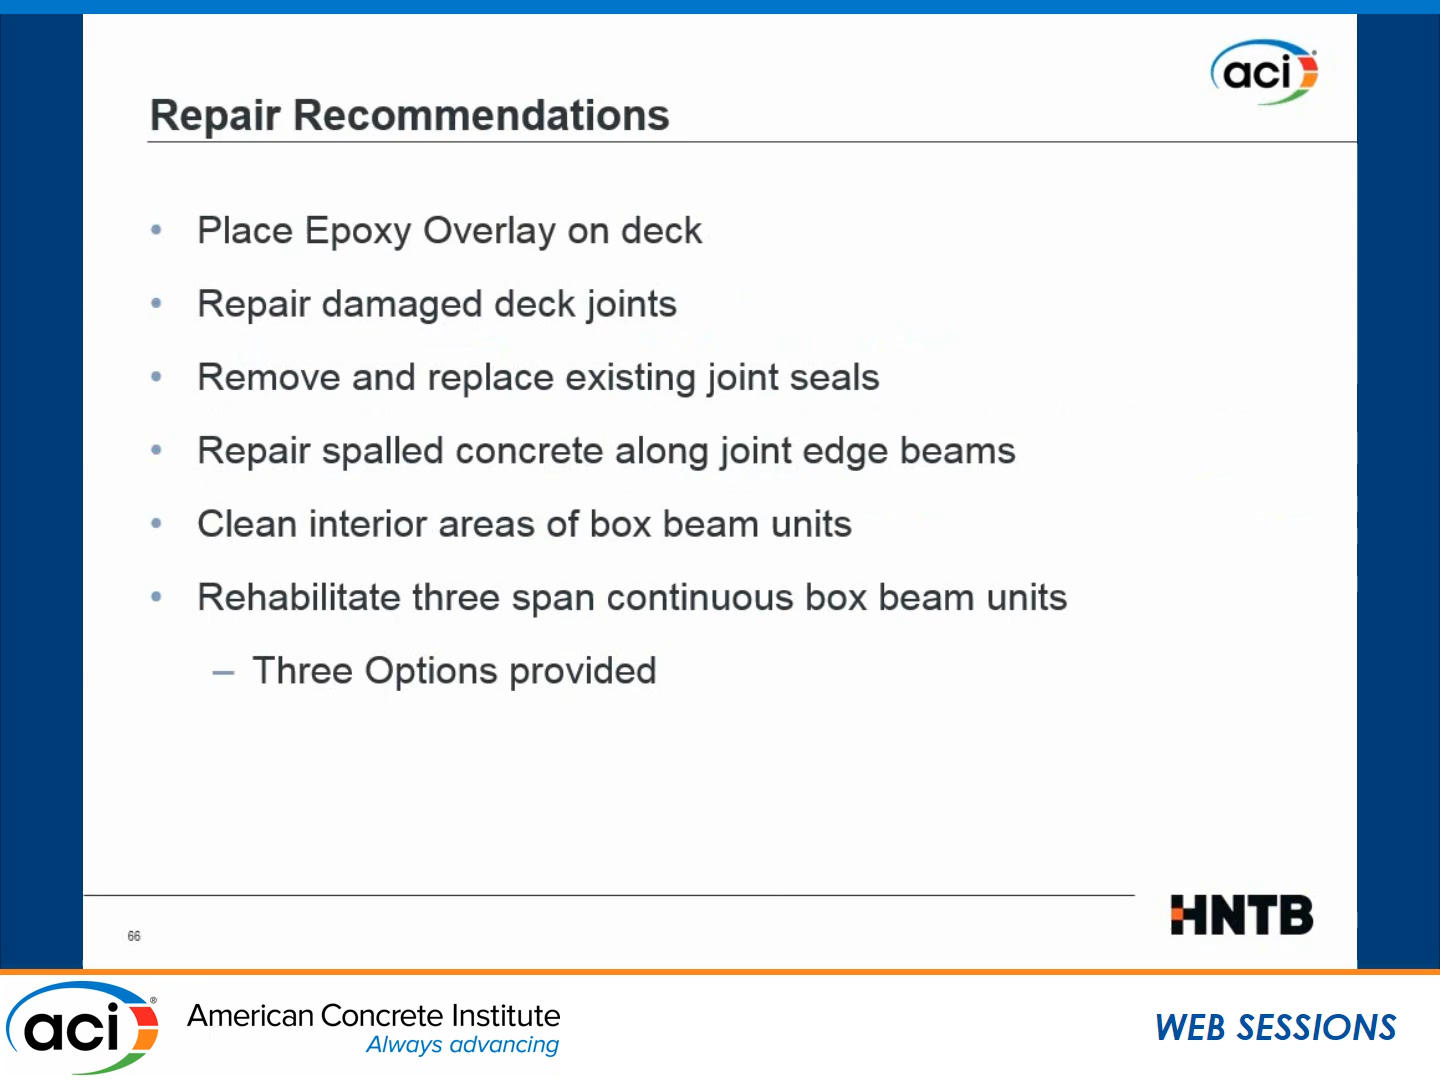 aci
Repair Recommendations
• Place Epoxy Overlay on deck
• Repair damaged deck joints
• Remove and replace existing joint seals
• Repair spalled concrete along joint edge beams
• Clean interior areas of box beam units
• Rehabilitate three span continuous box beam units
– Three Options provided
HNTB
66
aci®
American Concrete Institute
Always advancing
WEB SESSIONS